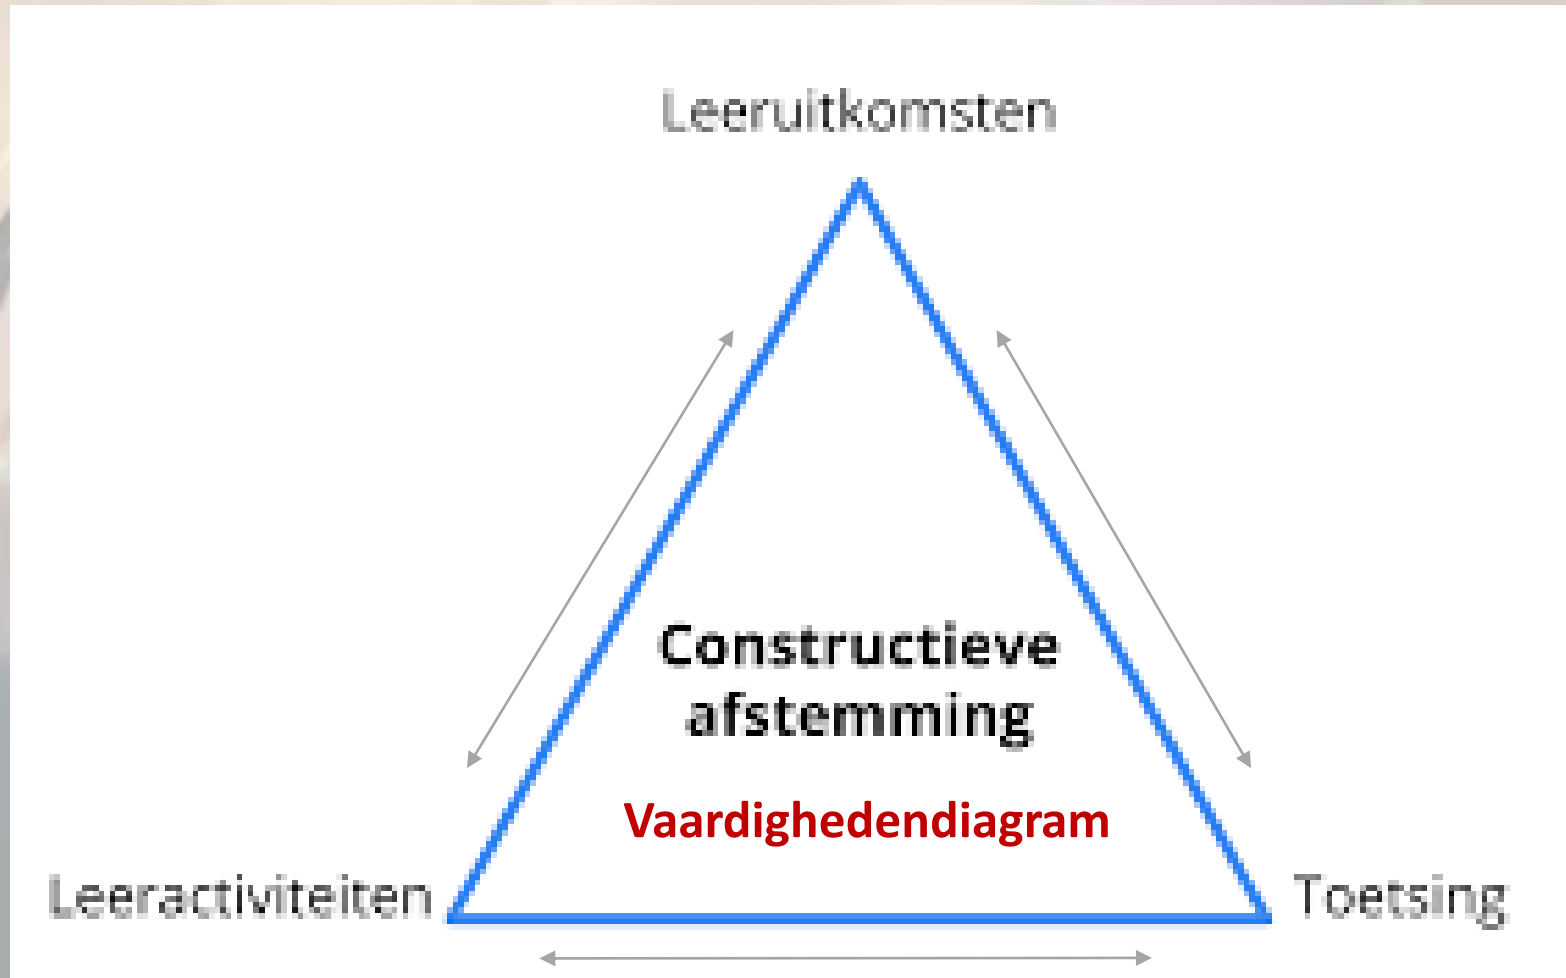 Leeruitkomsten
Constructieve
afstemming
Vaardighedendiagram
Leeractiviteiten
Toetsing